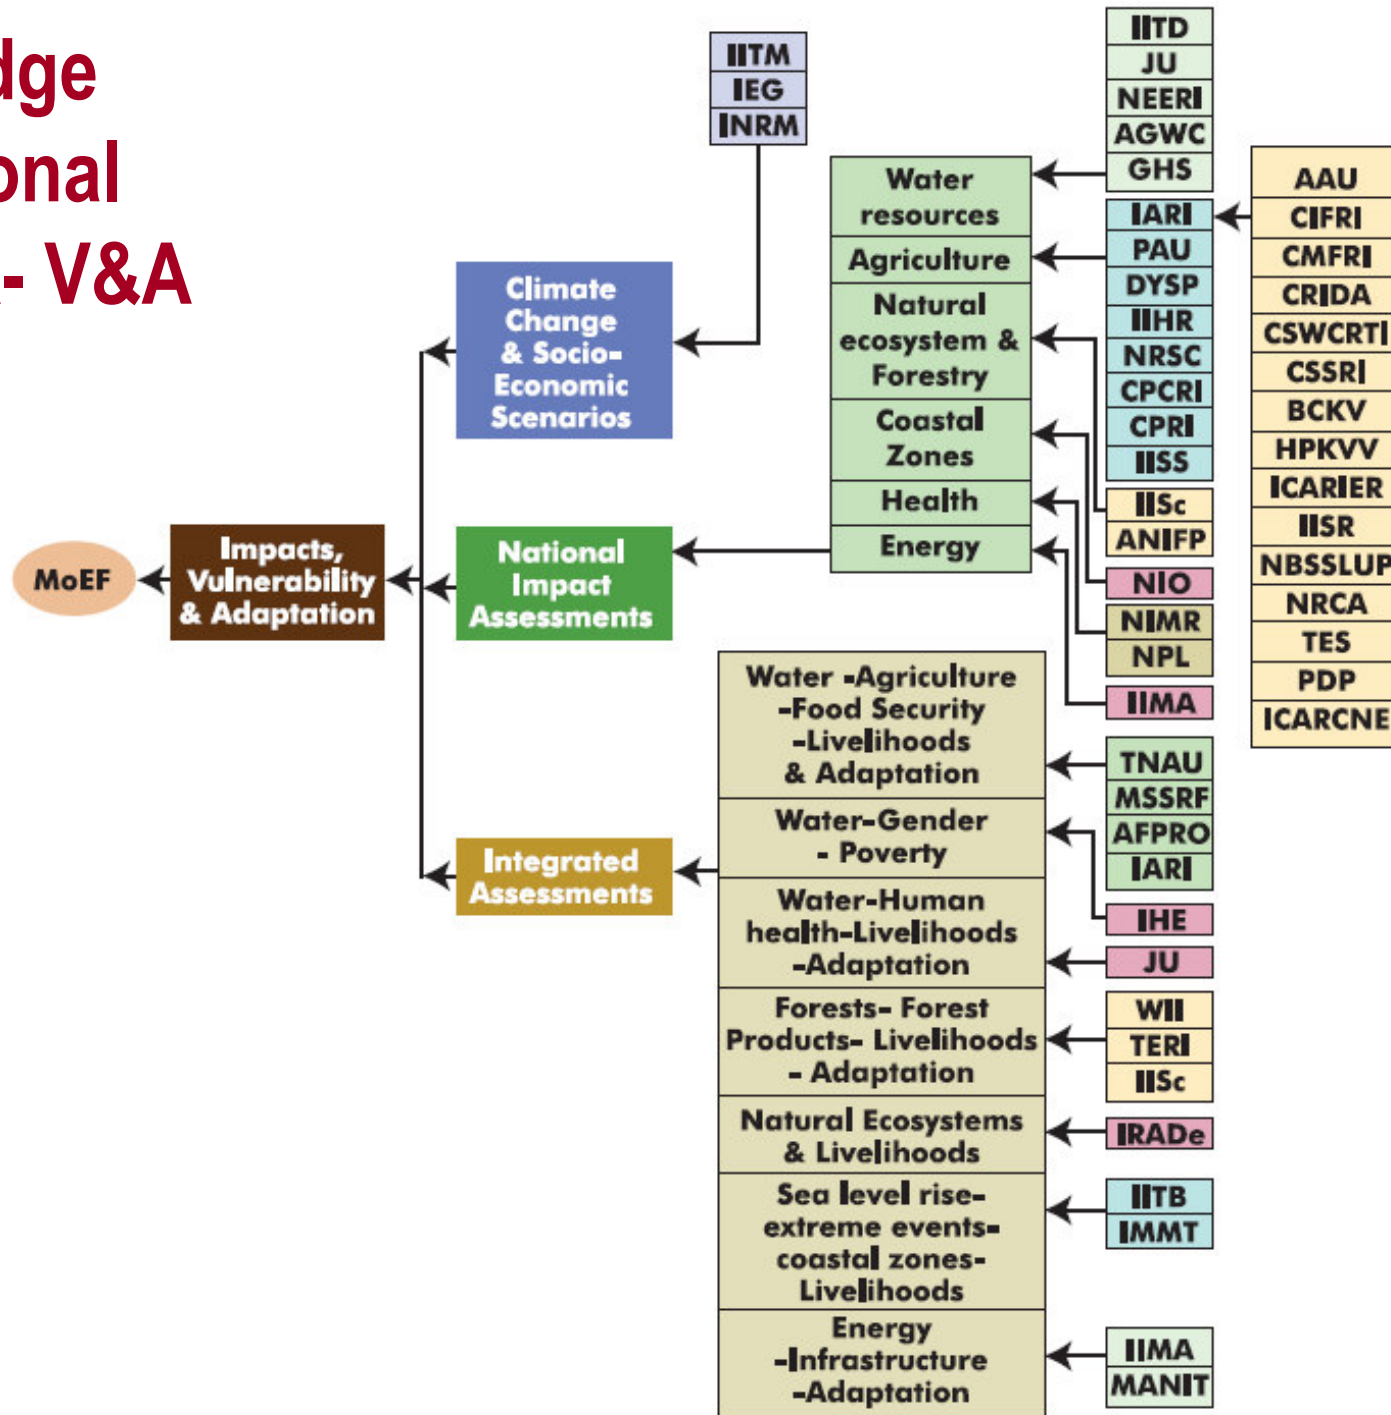 dge
onal
- V&A
MoEF
Impacts,
Vulnerability
& Adaptation
Climate
Change
& Socio-
Economic
Scenarios
National
Impact
Assessments
Integrated
Assessments
IITM
IEG
INRM
Water
resources
Agriculture
Natural
ecosystem &
Forestry
Coastal
Zones
Health
Energy
Water -Agriculture
-Food Security
-Livelihoods
& Adaptation
Water-Gender
- Poverty
Water-Human
health-Livelihoods
-Adaptation
Forests- Forest
Products- Livelihoods
- Adaptation
Natural Ecosystems
& Livelihoods
Sea level rise-
extreme events-
coastal zones-
Livelihoods
Energy
-Infrastructure
-Adaptation
IITD
JU
NEERI
AGWC
GHS
IARI
PAU
DYSP
IIHR
NRSC
CPCRI
CPRI
IISS
IISc
ANIFP
NIO
NIMR
NPL
IIMA
TNAU
MSSRF
AFPRO
IARI
IHE
JU
WII
TERI
IISc
IRADe
IITB
IMMT
IIMA
MANIT
AAU
CIFRI
CMFRI
CRIDA
CSWCRTI
CSSRI
BCKV
HPKVV
ICARIER
IISR
NBSSLUP
NRCA
TES
PDP
ICARCNE